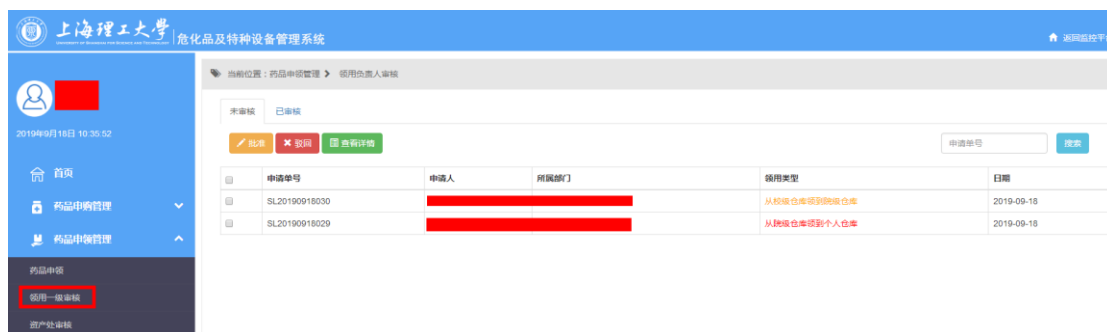 上海理工大学
UNIVERSITY OF SHANGHAI FOR SCIENCE AND TECHNOLOGY
危化品及特种设备管理系统
返回监控平
2019年9月18日 10:35:52
当前位置：药品申领管理 领用负责人审核
未审核 已审核
批准 驳回 查看详情 申请单号 搜索
首页
药品申购管理
药品申领管理
药品申领
领用一级审核
资产处审核
申请单号 申请人 所属部门 领用类型 日期
SL20190918030 从校级仓库领到院级仓库 2019-09-18
SL20190918029 从院级仓库领到个人仓库 2019-09-18